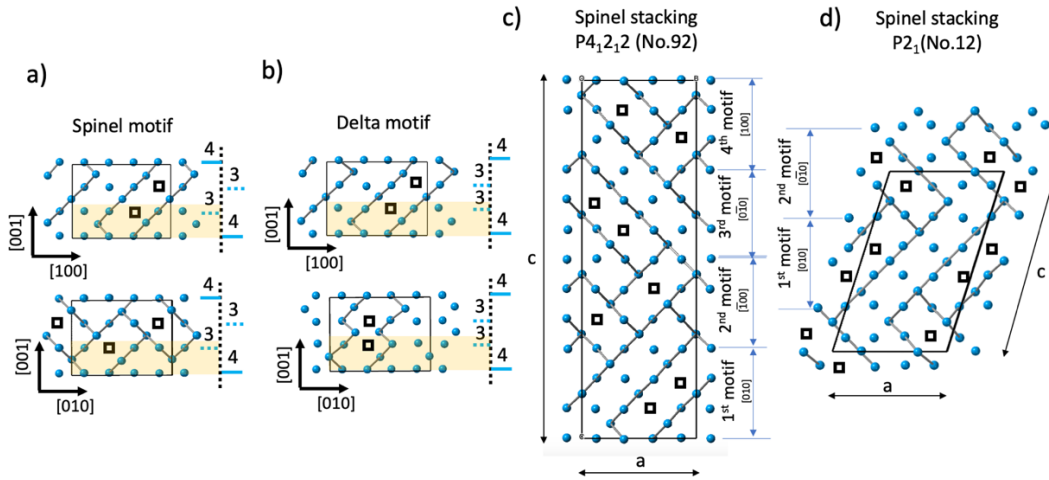 a)
Spinel motif
4
3
3
4
[001]
[100]
4
3
3
4
[001]
[010]
b)
Delta motif
4
3
3
4
[001]
[100]
4
3
3
4
[001]
[010]
c)
Spinel stacking
P4₁2₁2 (No.92)
c
4th motif
[100]
3rd motif
[01̅0]
2nd motif
[1̅00]
1st motif
[010]
a
d)
Spinel stacking
P2₁(No.12)
2nd motif
[01̅0]
1st motif
[010]
c
a